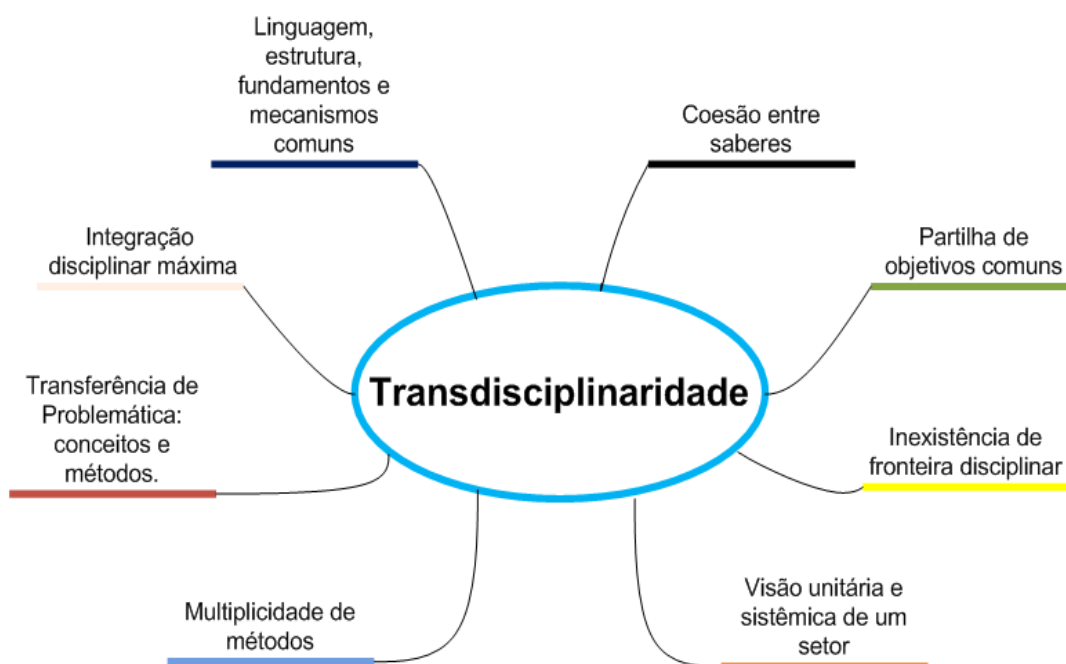 Linguagem,
estrutura,
fundamentos e
mecanismos
comuns
Coesão entre
saberes
Integração
disciplinar máxima
Partilha de
objetivos comuns
Transdisciplinaridade
Transferência de
Problemática:
conceitos e
métodos.
Inexistência de
fronteira disciplinar
Multiplicidade de
métodos
Visão unitária e
sistêmica de um
setor